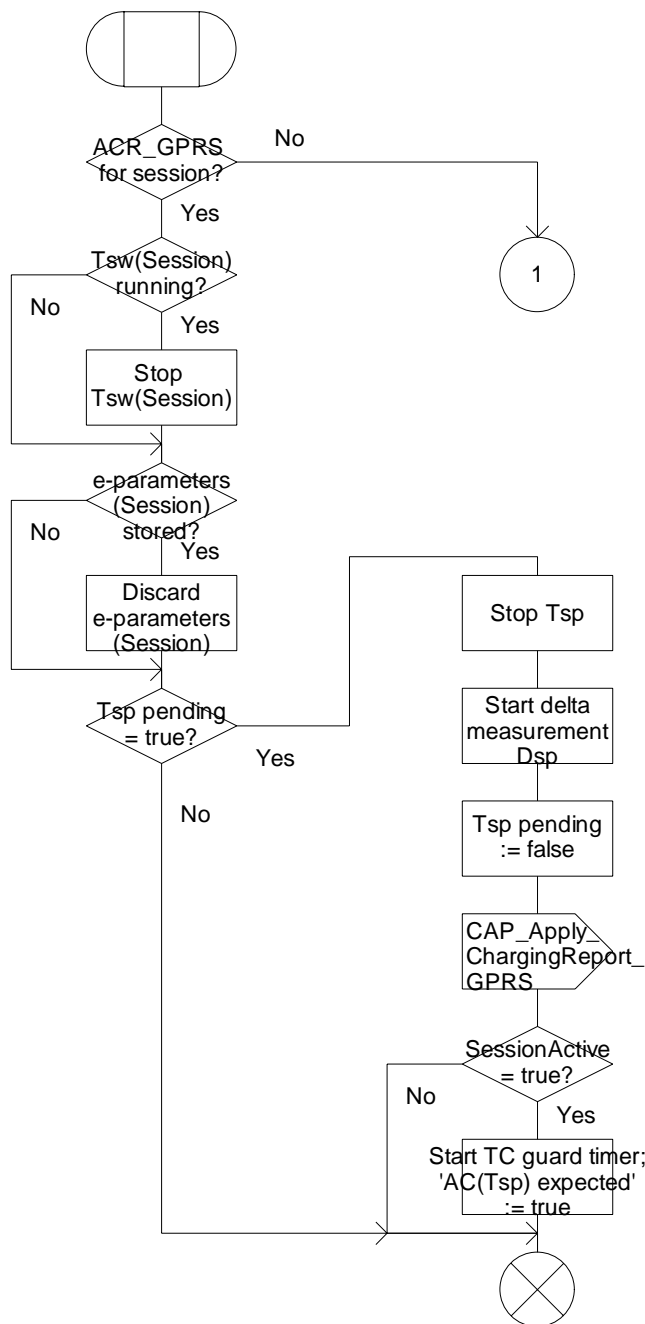 ACR_GPRS
for session?
No
Yes
1
Tsw(Session)
running?
No
Yes
Stop
Tsw(Session)
e-parameters
(Session)
stored?
No
Yes
Discard
e-parameters
(Session)
Tsp pending
= true?
Yes
No
Stop Tsp
Start delta
measurement
Dsp
Tsp pending
:= false
CAP_Apply_
ChargingReport_
GPRS
SessionActive
= true?
No
Yes
Start TC guard timer;
'AC(Tsp) expected'
:= true